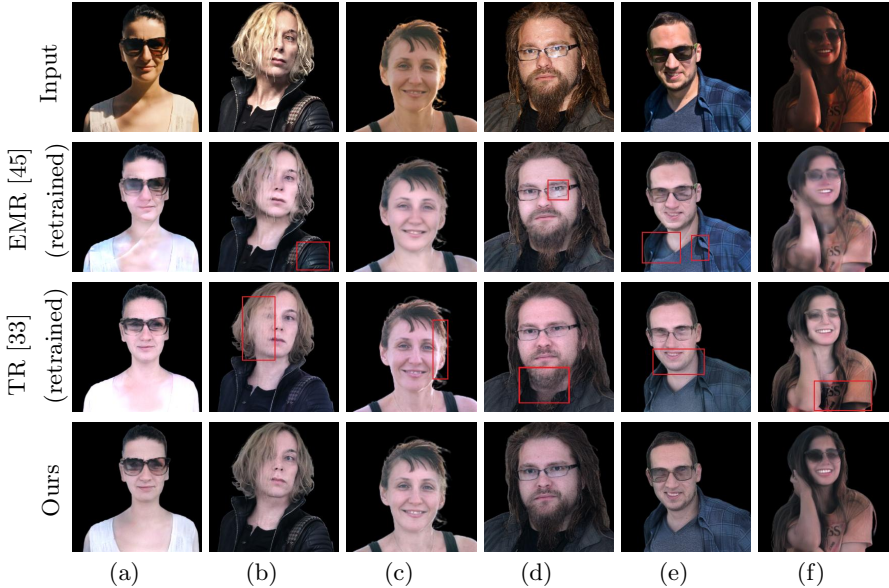 Input
EMR [45]
(retrained)
TR [33]
(retrained)
Ours
(a) (b) (c) (d) (e) (f)